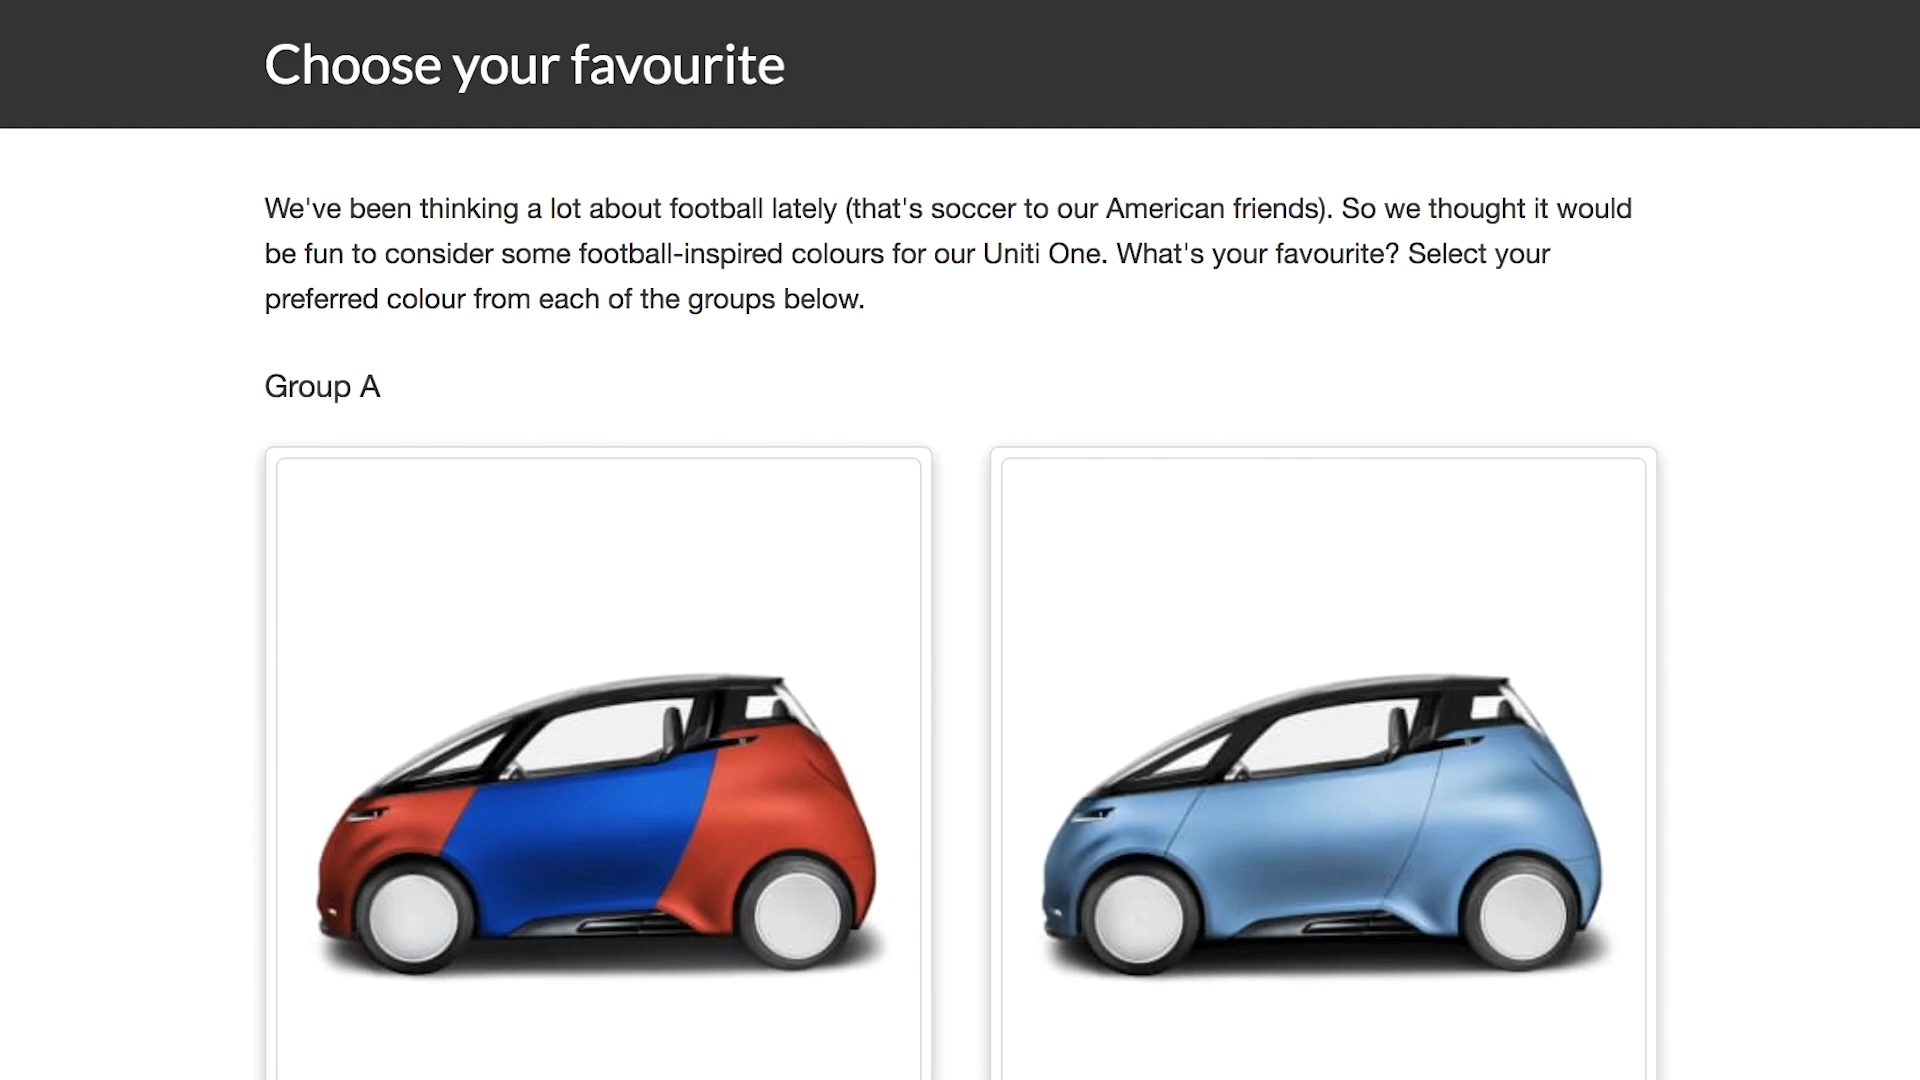 Choose your favourite
We've been thinking a lot about football lately (that's soccer to our American friends). So we thought it would
be fun to consider some football-inspired colours for our Uniti One. What's your favourite? Select your
preferred colour from each of the groups below.
Group A